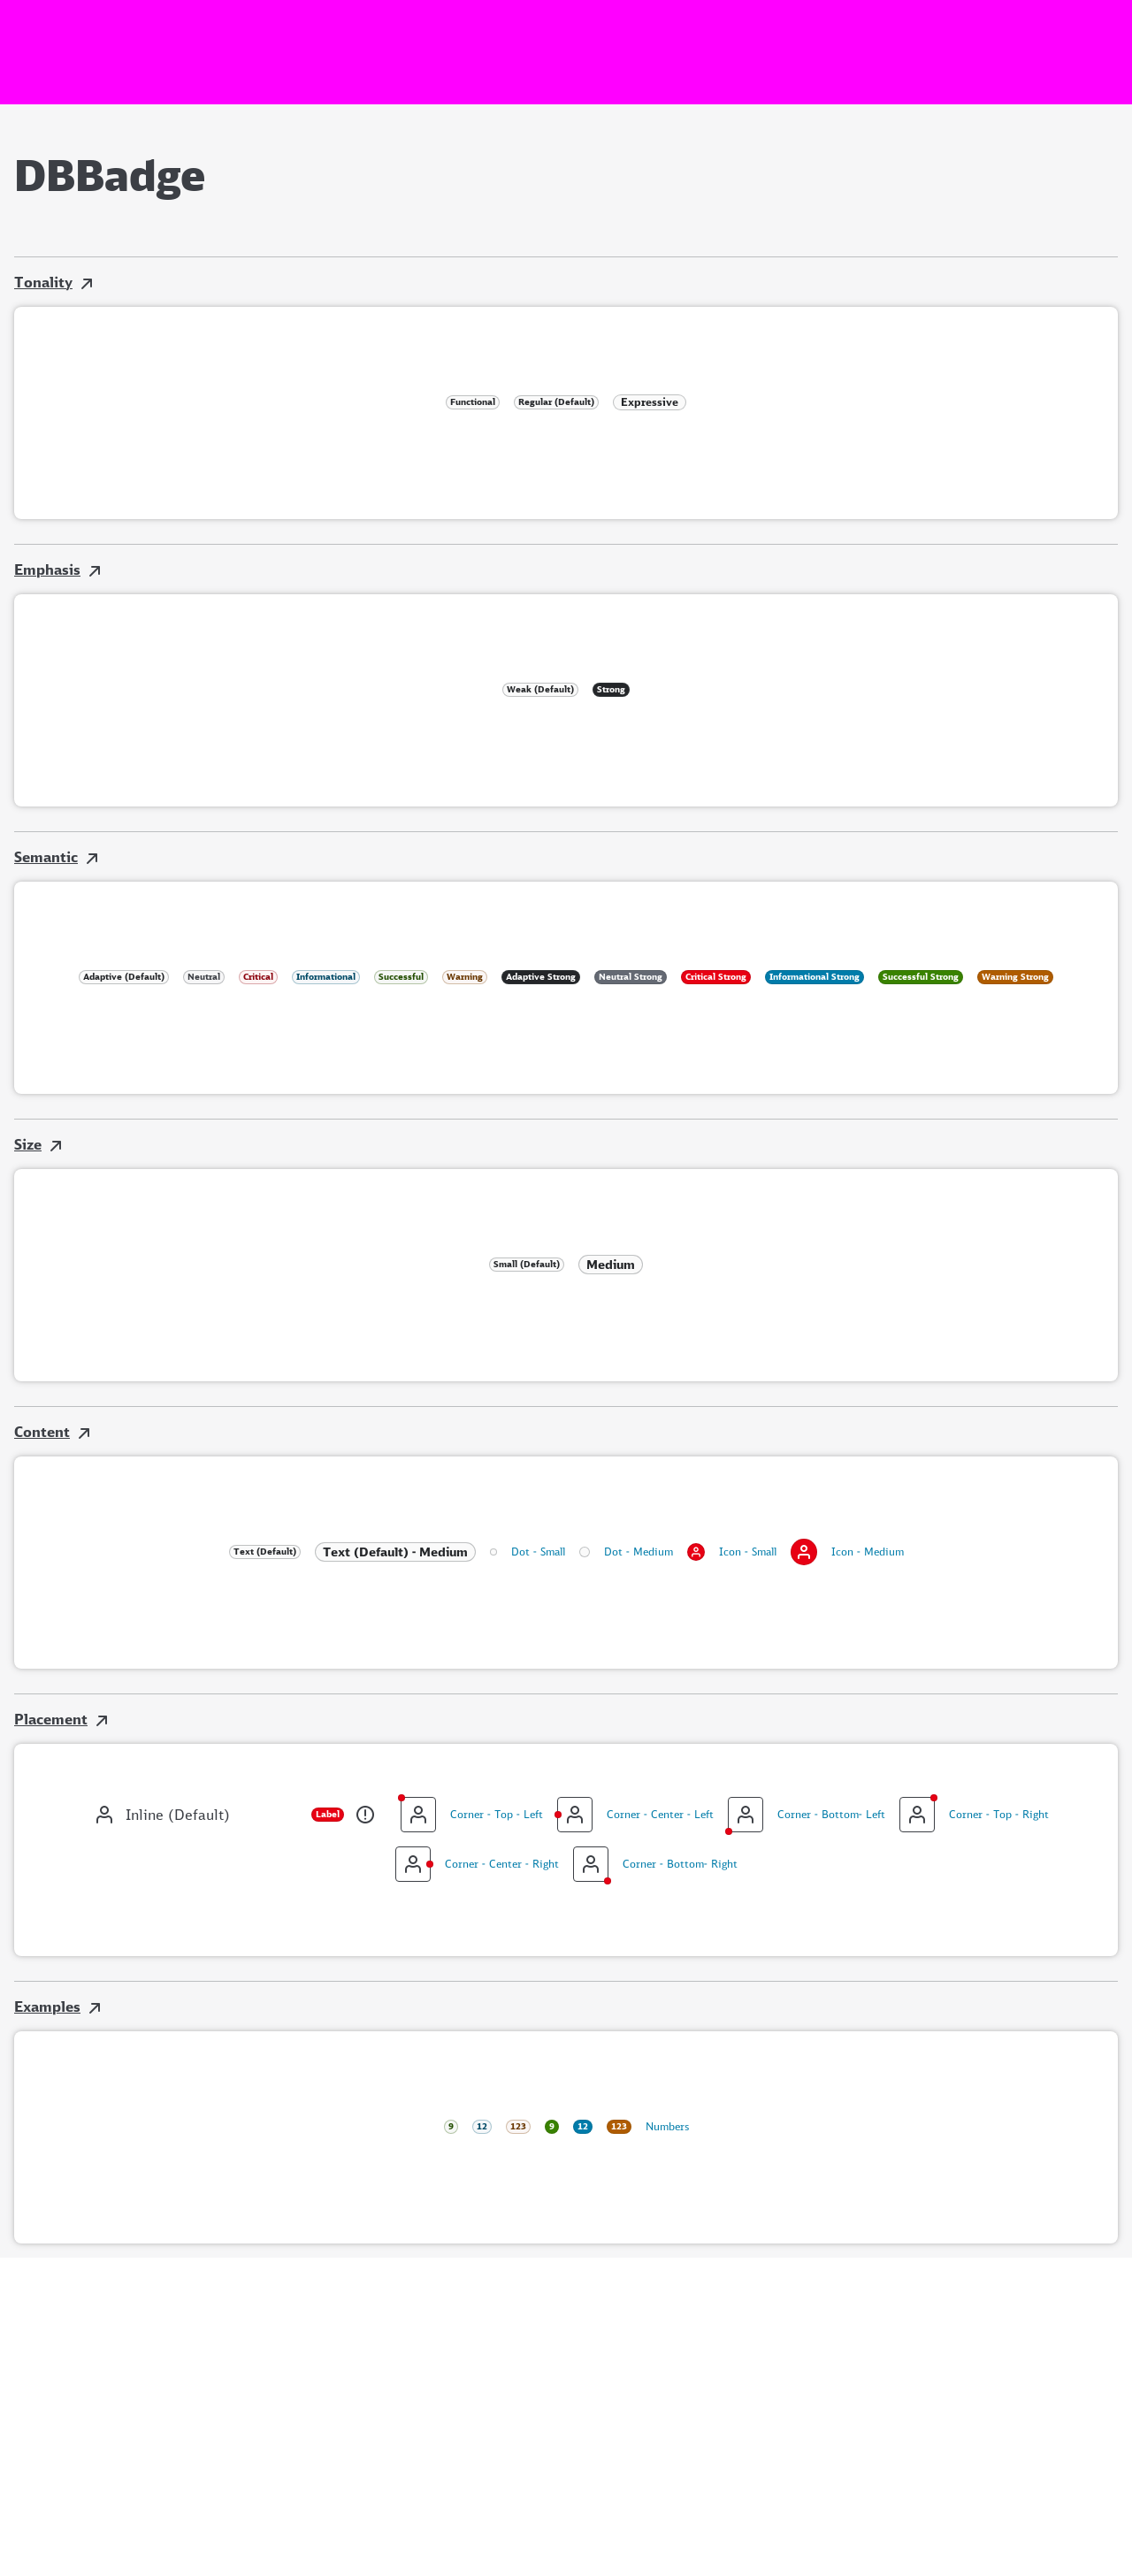 DBBadge
Tonality
Functional Regular (Default) Expressive
Emphasis
Weak (Default) Strong
Semantic
Adaptive (Default) Neutral Critical Informational Successful Warning Adaptive Strong Neutral Strong Critical Strong Informational Strong Successful Strong Warning Strong
Size
Small (Default) Medium
Content
Text (Default) Text (Default) - Medium Dot - Small Dot - Medium Icon - Small Icon - Medium
Placement
Inline (Default) Label Corner - Top - Left Corner - Center - Left Corner - Bottom- Left Corner - Top - Right
Corner - Center - Right Corner - Bottom- Right
Examples
9 12 123 9 12 123 Numbers